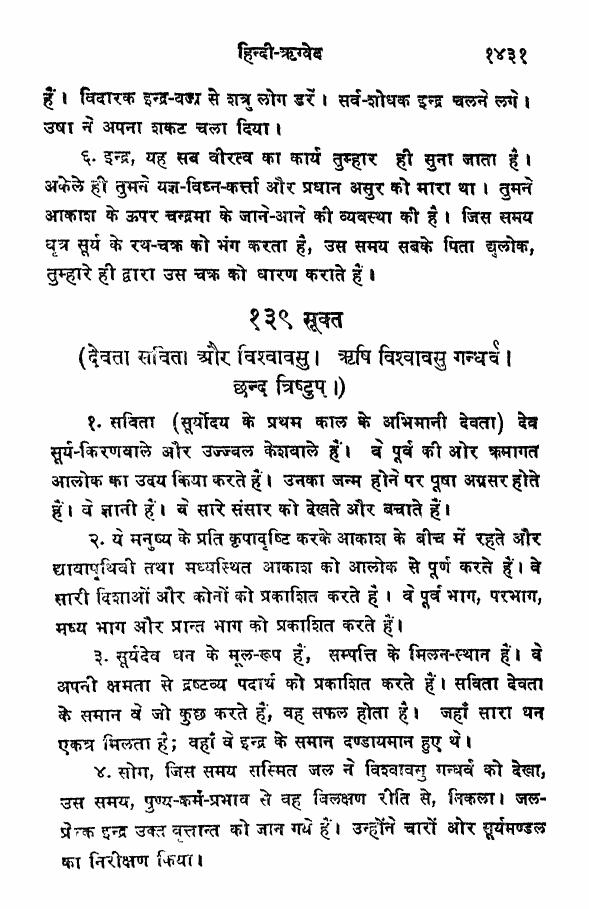 हिन्दी-ऋग्वेद १४३१
हैं। विदारक इन्द्र-वज्र से शत्रु लोग डरें। सर्व-शोधक इन्द्र चलने लगे।
उषा ने अपना शकट चला दिया।
६. इन्द्र, यह सब वीरत्व का कार्य तुम्हार ही सुना जाता है।
अकेले ही तुमने यज्ञ-विघ्न-कर्त्ता और प्रधान असुर को मारा था। तुमने
आकाश के ऊपर चन्द्रमा के जाने-आने की व्यवस्था की है। जिस समय
धृत्र सूर्य के रथ-चक्र को भंग करता है, उस समय सबके पिता द्युलोक,
तुम्हारे ही द्वारा उस चक्र को धारण कराते हैं।
१३९ सूक्त
(देवता सविता और विश्वावसु। ऋषि विश्वावसु गन्धर्व।
छन्द त्रिष्टुप्।)
१. सविता (सूर्योदय के प्रथम काल के अभिमानी देवता) देव
सूर्य-किरणवाले और उज्ज्वल केशवाले हैं। वे पूर्व की ओर क्रमागत
आलोक का उदय किया करते हैं। उनका जन्म होने पर पूषा अग्रसर होते
हैं। वे ज्ञानी हैं। वे सारे संसार को देखते और बचाते हैं।
२. ये मनुष्य के प्रति कृपावृष्टि करके आकाश के बीच में रहते और
द्यावापृथिवी तथा मध्यस्थित आकाश को आलोक से पूर्ण करते हैं। वे
सारी दिशाओं और कोनों को प्रकाशित करते हैं। वे पूर्व भाग, परभाग,
मध्य भाग और प्रान्त भाग को प्रकाशित करते हैं।
३. सूर्यदेव धन के मूल-रूप हैं, सम्पत्ति के मिलन-स्थान हैं। वे
अपनी क्षमता से द्रष्टव्य पदार्थ को प्रकाशित करते हैं। सविता देवता
के समान वे जो कुछ करते हैं, वह सफल होता है। जहाँ सारा धन
एकत्र मिलता है; वहाँ वे इन्द्र के समान दण्डायमान हुए थे।
४. सोग, जिस समय सस्मित जल ने विश्वावसु गन्धर्व को देखा,
उस समय, पुण्य-कर्म-प्रभाव से वह विलक्षण रीति से, निकला। जल-
प्रेरक इन्द्र उक्त वृत्तान्त को जान गये हैं। उन्होंने चारों ओर सूर्यमण्डल
का निरीक्षण किया।